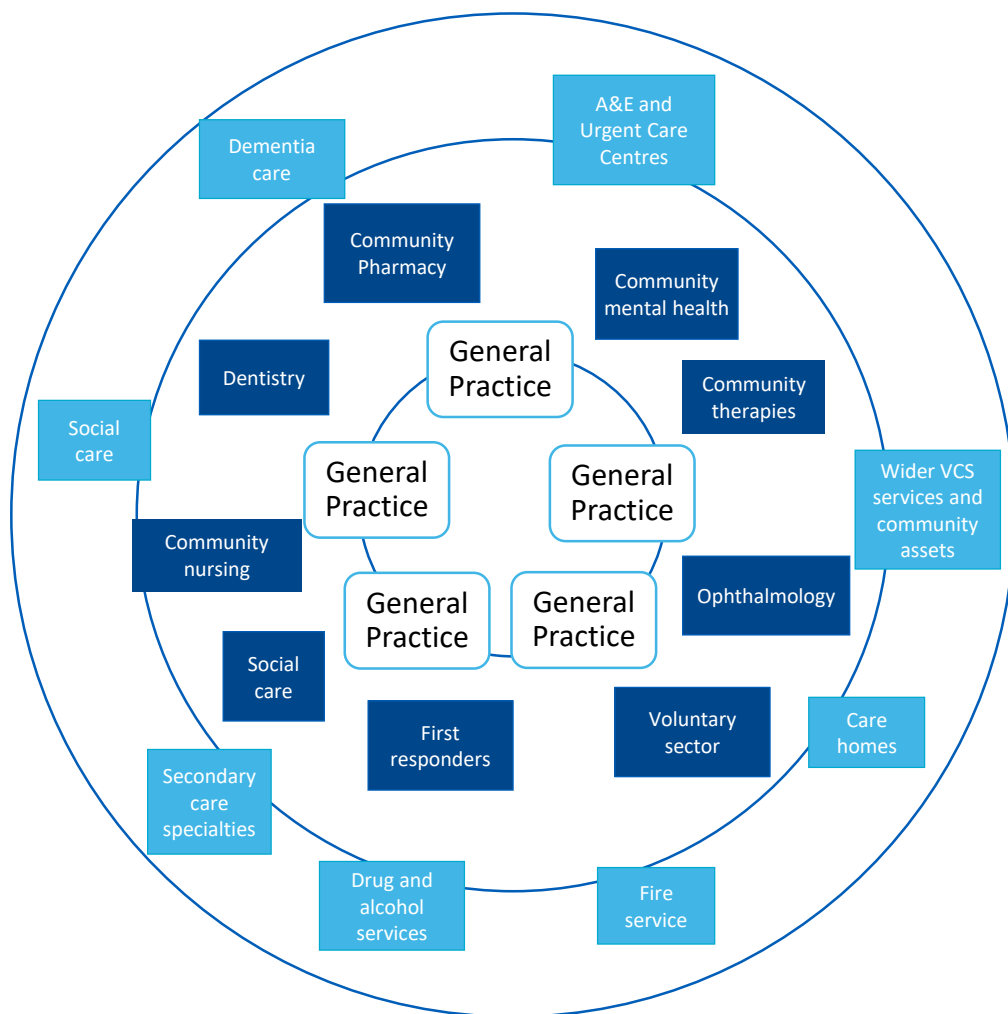 A&E and
Urgent Care
Centres
Dementia
care
Community
Pharmacy
Community
mental health
General
Practice
Dentistry
Community
therapies
Social
care
General
Practice
General
Practice
Wider VCS
services and
community
assets
Community
nursing
Ophthalmology
General
Practice
General
Practice
Social
care
First
responders
Voluntary
sector
Care
homes
Secondary
care
specialties
Drug and
alcohol
services
Fire
service